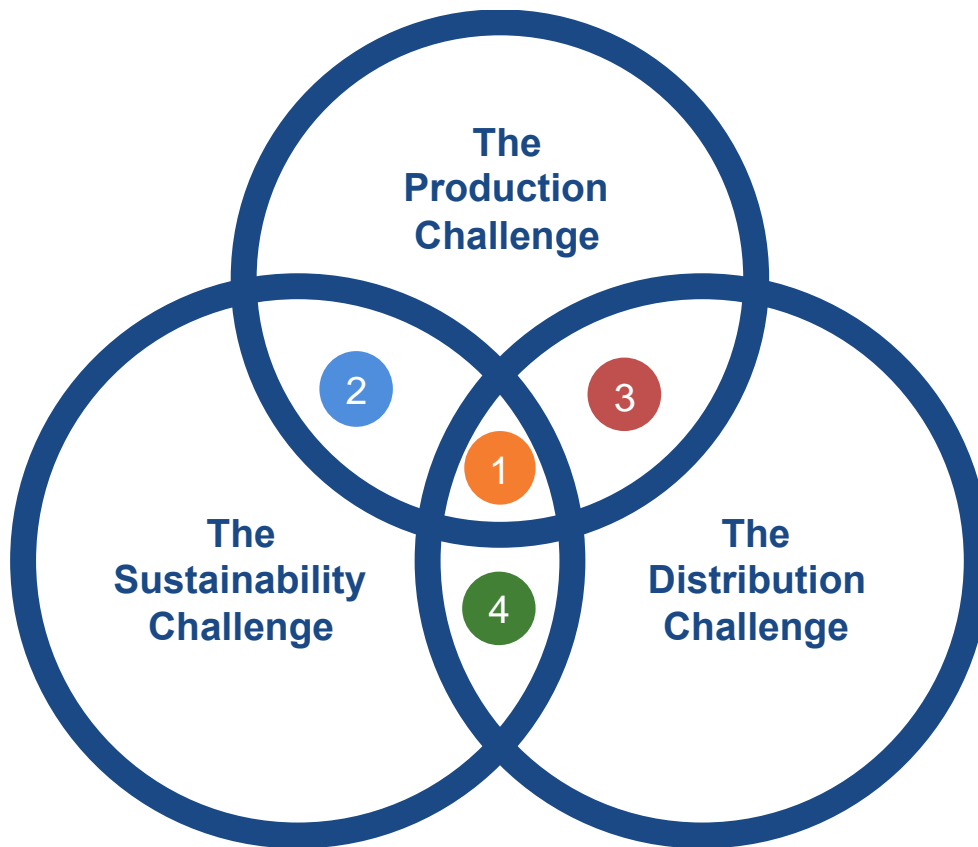 The
Production
Challenge
2
3
1
The
Sustainability
Challenge
The
Distribution
Challenge
4